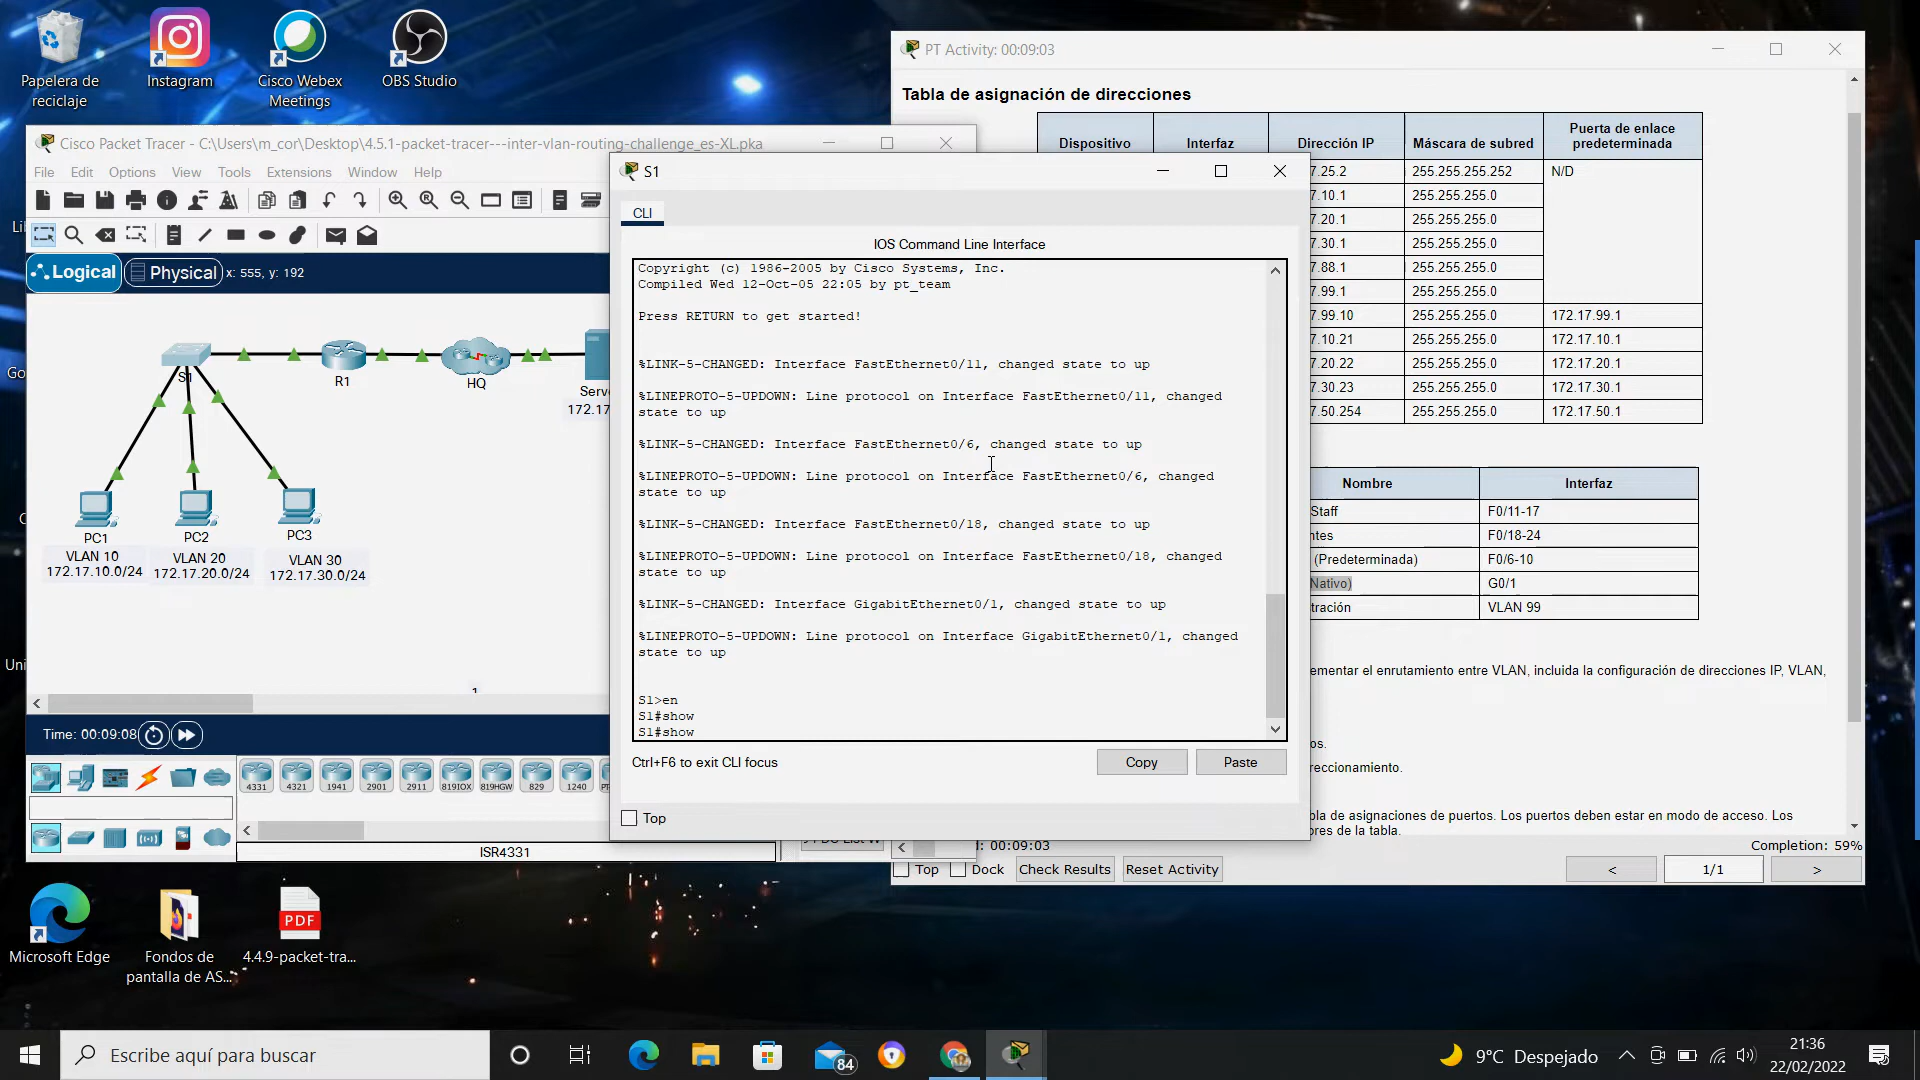 Papelera de
reciclaje
Instagram
Cisco Webex
Meetings
OBS Studio
Cisco Packet Tracer - C:\Users\m_cor\Desktop\4.5.1-packet-tracer---inter-vlan-routing-challenge_es-XL.pka
File Edit Options View Tools Extensions Window Help
Logical Physical x: 555, y: 192
S1
R1
HQ
Serve
172.17
PC1
VLAN 10
172.17.10.0/24
PC2
VLAN 20
172.17.20.0/24
PC3
VLAN 30
172.17.30.0/24
Time: 00:09:08
4331 4321 1941 2901 2911 819IOX 819HGW 829 1240
ISR4331
S1
CLI
IOS Command Line Interface
Copyright (c) 1986-2005 by Cisco Systems, Inc.
Compiled Wed 12-Oct-05 22:05 by pt_team
Press RETURN to get started!
%LINK-5-CHANGED: Interface FastEthernet0/11, changed state to up
%LINEPROTO-5-UPDOWN: Line protocol on Interface FastEthernet0/11, changed
state to up
%LINK-5-CHANGED: Interface FastEthernet0/6, changed state to up
%LINEPROTO-5-UPDOWN: Line protocol on Interface FastEthernet0/6, changed
state to up
%LINK-5-CHANGED: Interface FastEthernet0/18, changed state to up
%LINEPROTO-5-UPDOWN: Line protocol on Interface FastEthernet0/18, changed
state to up
%LINK-5-CHANGED: Interface GigabitEthernet0/1, changed state to up
%LINEPROTO-5-UPDOWN: Line protocol on Interface GigabitEthernet0/1, changed
state to up
S1>en
S1#show
S1#show
Ctrl+F6 to exit CLI focus
Copy Paste
Top
PT Activity: 00:09:03
Tabla de asignación de direcciones
Dispositivo Interfaz Dirección IP Máscara de subred Puerta de enlace predeterminada
7.25.2 255.255.255.252 N/D
7.10.1 255.255.255.0
7.20.1 255.255.255.0
7.30.1 255.255.255.0
7.88.1 255.255.255.0
7.99.1 255.255.255.0
7.99.10 255.255.255.0 172.17.99.1
7.10.21 255.255.255.0 172.17.10.1
7.20.22 255.255.255.0 172.17.20.1
7.30.23 255.255.255.0 172.17.30.1
7.50.254 255.255.255.0 172.17.50.1
Nombre Interfaz
Staff F0/11-17
ntes F0/18-24
(Predeterminada) F0/6-10
Nativo) G0/1
tración VLAN 99
ementar el enrutamiento entre VLAN, incluida la configuración de direcciones IP, VLAN,
os.
reccionamiento.
bla de asignaciones de puertos. Los puertos deben estar en modo de acceso. Los
res de la tabla.
d: 00:09:03
Completion: 59%
Top Dock Check Results Reset Activity < 1/1 >
Microsoft Edge
Fondos de
pantalla de AS...
PDF
4.4.9-packet-tra...
Escribe aquí para buscar
84
9°C Despejado
21:36
22/02/2022